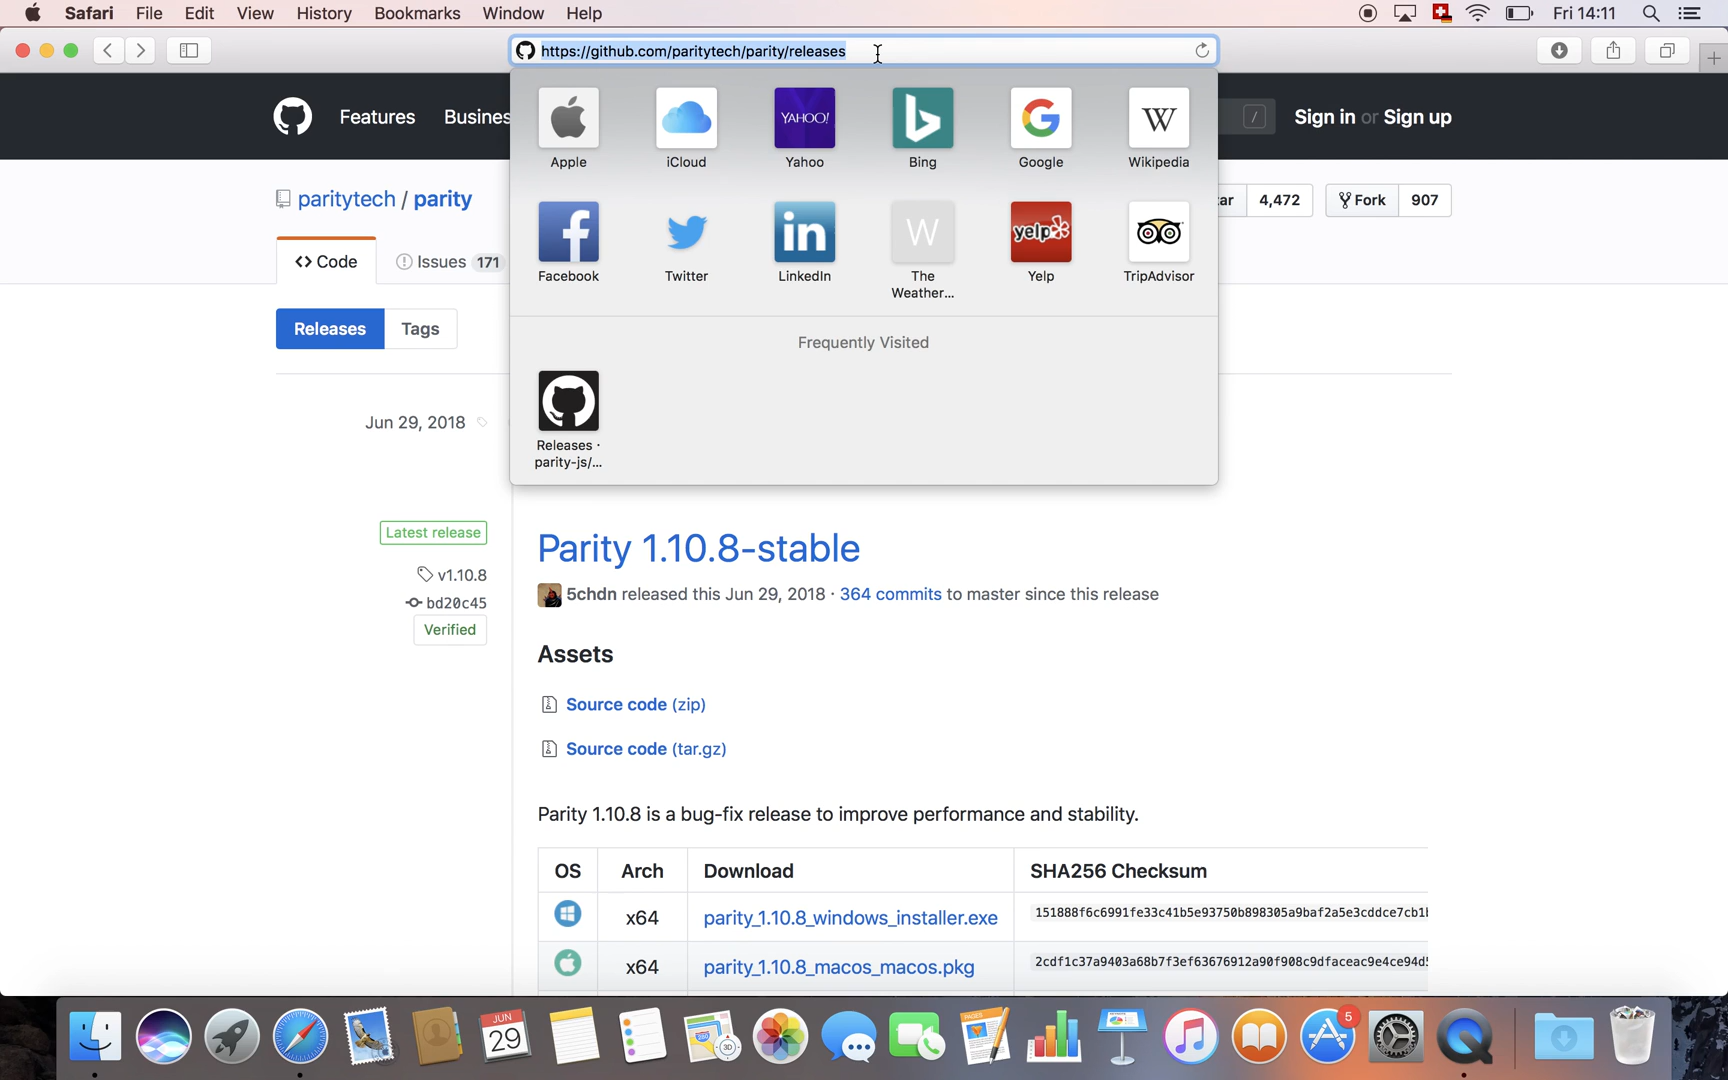 Safari File Edit View History Bookmarks Window Help Fri 14:11
https://github.com/paritytech/parity/releases
Features Busines / Sign in or Sign up
YAHOO!
Apple iCloud Yahoo Bing Google Wikipedia
paritytech / parity
ar 4,472 Fork 907
Code Issues 171
yelp
Facebook Twitter LinkedIn The Weather... Yelp TripAdvisor
Releases Tags
Frequently Visited
Jun 29, 2018
Releases ·
parity-js/...
Latest release
Parity 1.10.8-stable
v1.10.8
5chdn released this Jun 29, 2018 · 364 commits to master since this release
bd20c45
Verified
Assets
Source code (zip)
Source code (tar.gz)
Parity 1.10.8 is a bug-fix release to improve performance and stability.
OS Arch Download SHA256 Checksum
x64 parity_1.10.8_windows_installer.exe 151888f6c6991fe33c41b5e93750b898305a9baf2a5e3cddce7cb1
x64 parity_1.10.8_macos_macos.pkg 2cdf1c37a9403a68b7f3ef63676912a90f908c9dfaceac9e4ce94d
JUN
29
3D
PAGES
5